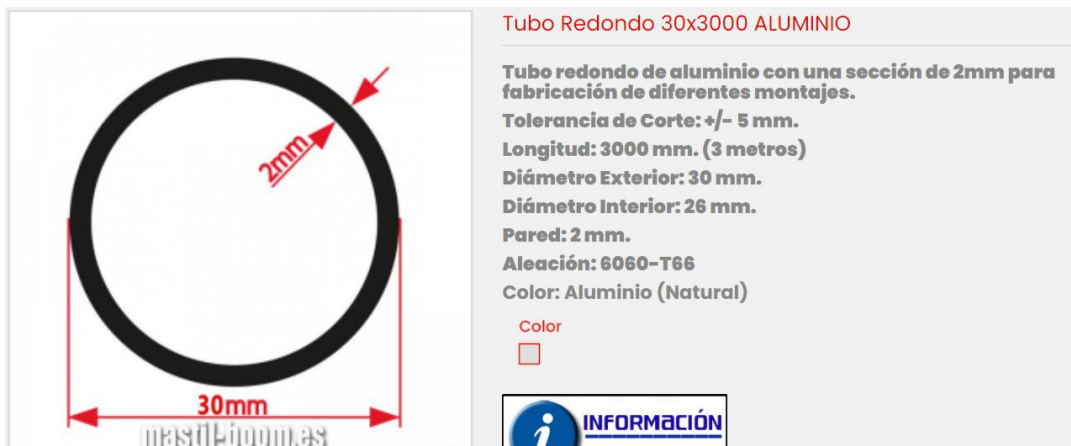 Tubo Redondo 30x3000 ALUMINIO
Tubo redondo de aluminio con una sección de 2mm para
fabricación de diferentes montajes.
Tolerancia de Corte: +/- 5 mm.
Longitud: 3000 mm. (3 metros)
Diámetro Exterior: 30 mm.
Diámetro Interior: 26 mm.
Pared: 2 mm.
Aleación: 6060-T66
Color: Aluminio (Natural)
Color
i INFORMACIÓN
2mm
30mm
mastil-boom.es